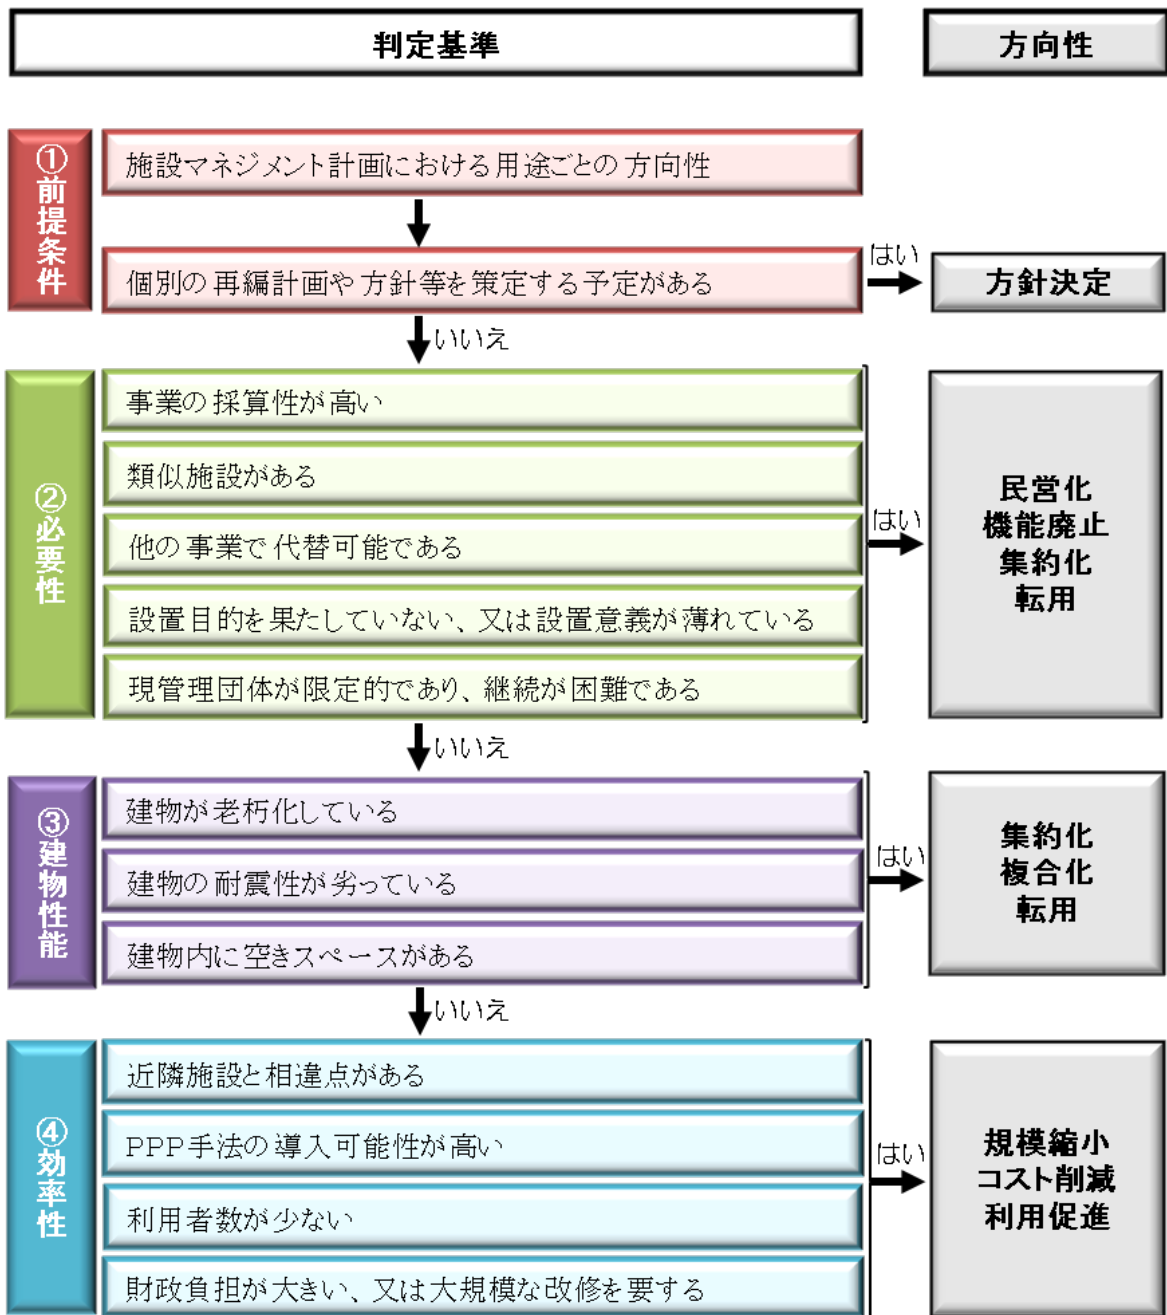 判定基準
方向性
①前提条件
施設マネジメント計画における用途ごとの方向性
個別の再編計画や方針等を策定する予定がある
はい
方針決定
いいえ
②必要性
事業の採算性が高い
類似施設がある
他の事業で代替可能である
設置目的を果たしていない、又は設置意義が薄れている
現管理団体が限定的であり、継続が困難である
はい
民営化
機能廃止
集約化
転用
いいえ
③建物性能
建物が老朽化している
建物の耐震性が劣っている
建物内に空きスペースがある
はい
集約化
複合化
転用
いいえ
④効率性
近隣施設と相違点がある
PPP手法の導入可能性が高い
利用者数が少ない
財政負担が大きい、又は大規模な改修を要する
はい
規模縮小
コスト削減
利用促進